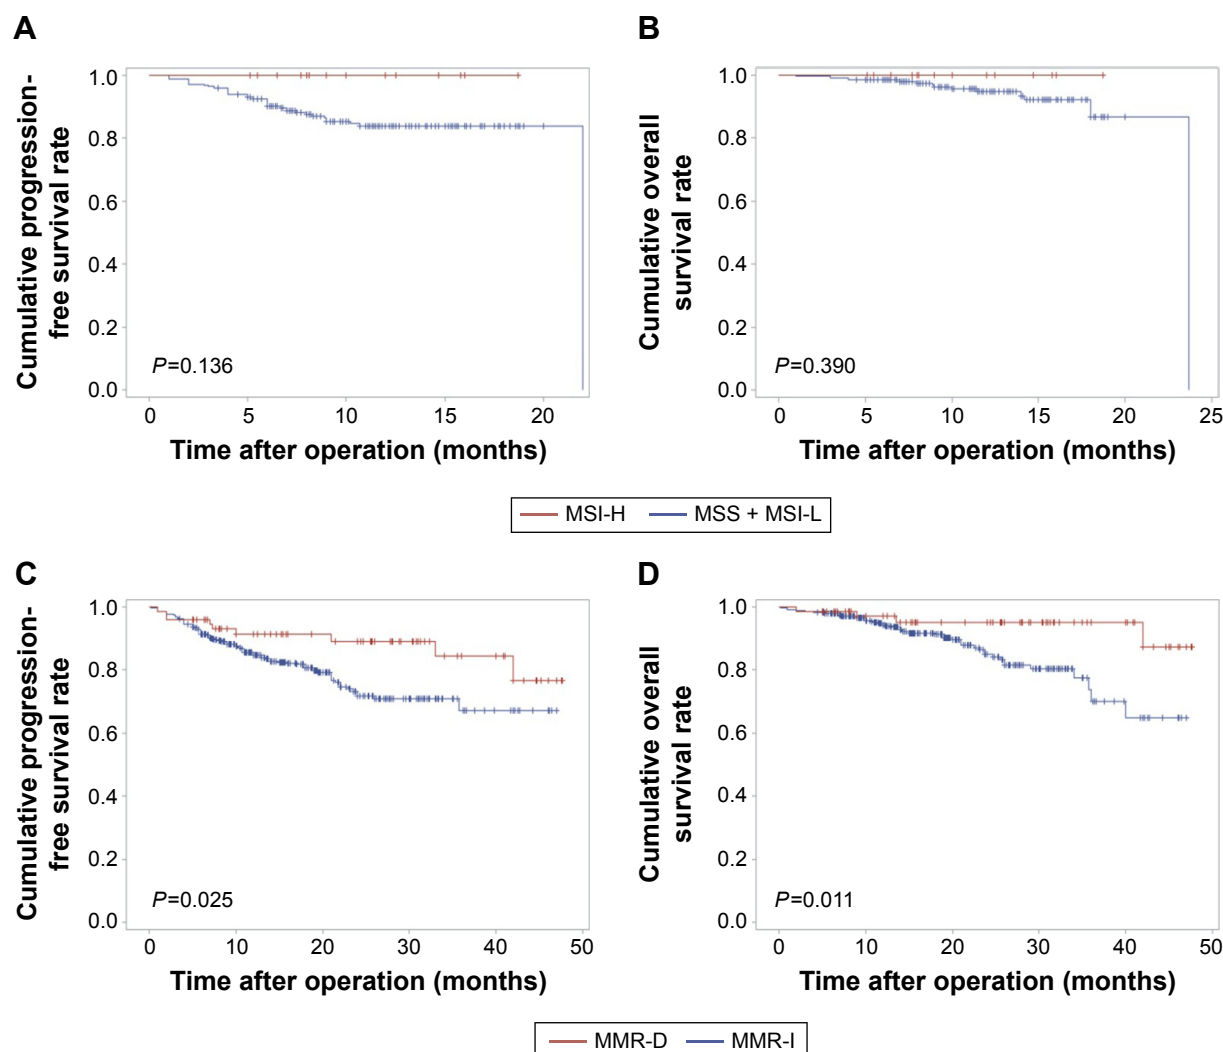 A
Cumulative progression-
free survival rate
1.0
0.8
0.6
0.4
0.2
0.0
P=0.136
0 5 10 15 20
Time after operation (months)
B
Cumulative overall
survival rate
1.0
0.8
0.6
0.4
0.2
0.0
P=0.390
0 5 10 15 20 25
Time after operation (months)
MSI-H MSS + MSI-L
C
Cumulative progression-
free survival rate
1.0
0.8
0.6
0.4
0.2
0.0
P=0.025
0 10 20 30 40 50
Time after operation (months)
D
Cumulative overall
survival rate
1.0
0.8
0.6
0.4
0.2
0.0
P=0.011
0 10 20 30 40 50
Time after operation (months)
MMR-D MMR-I